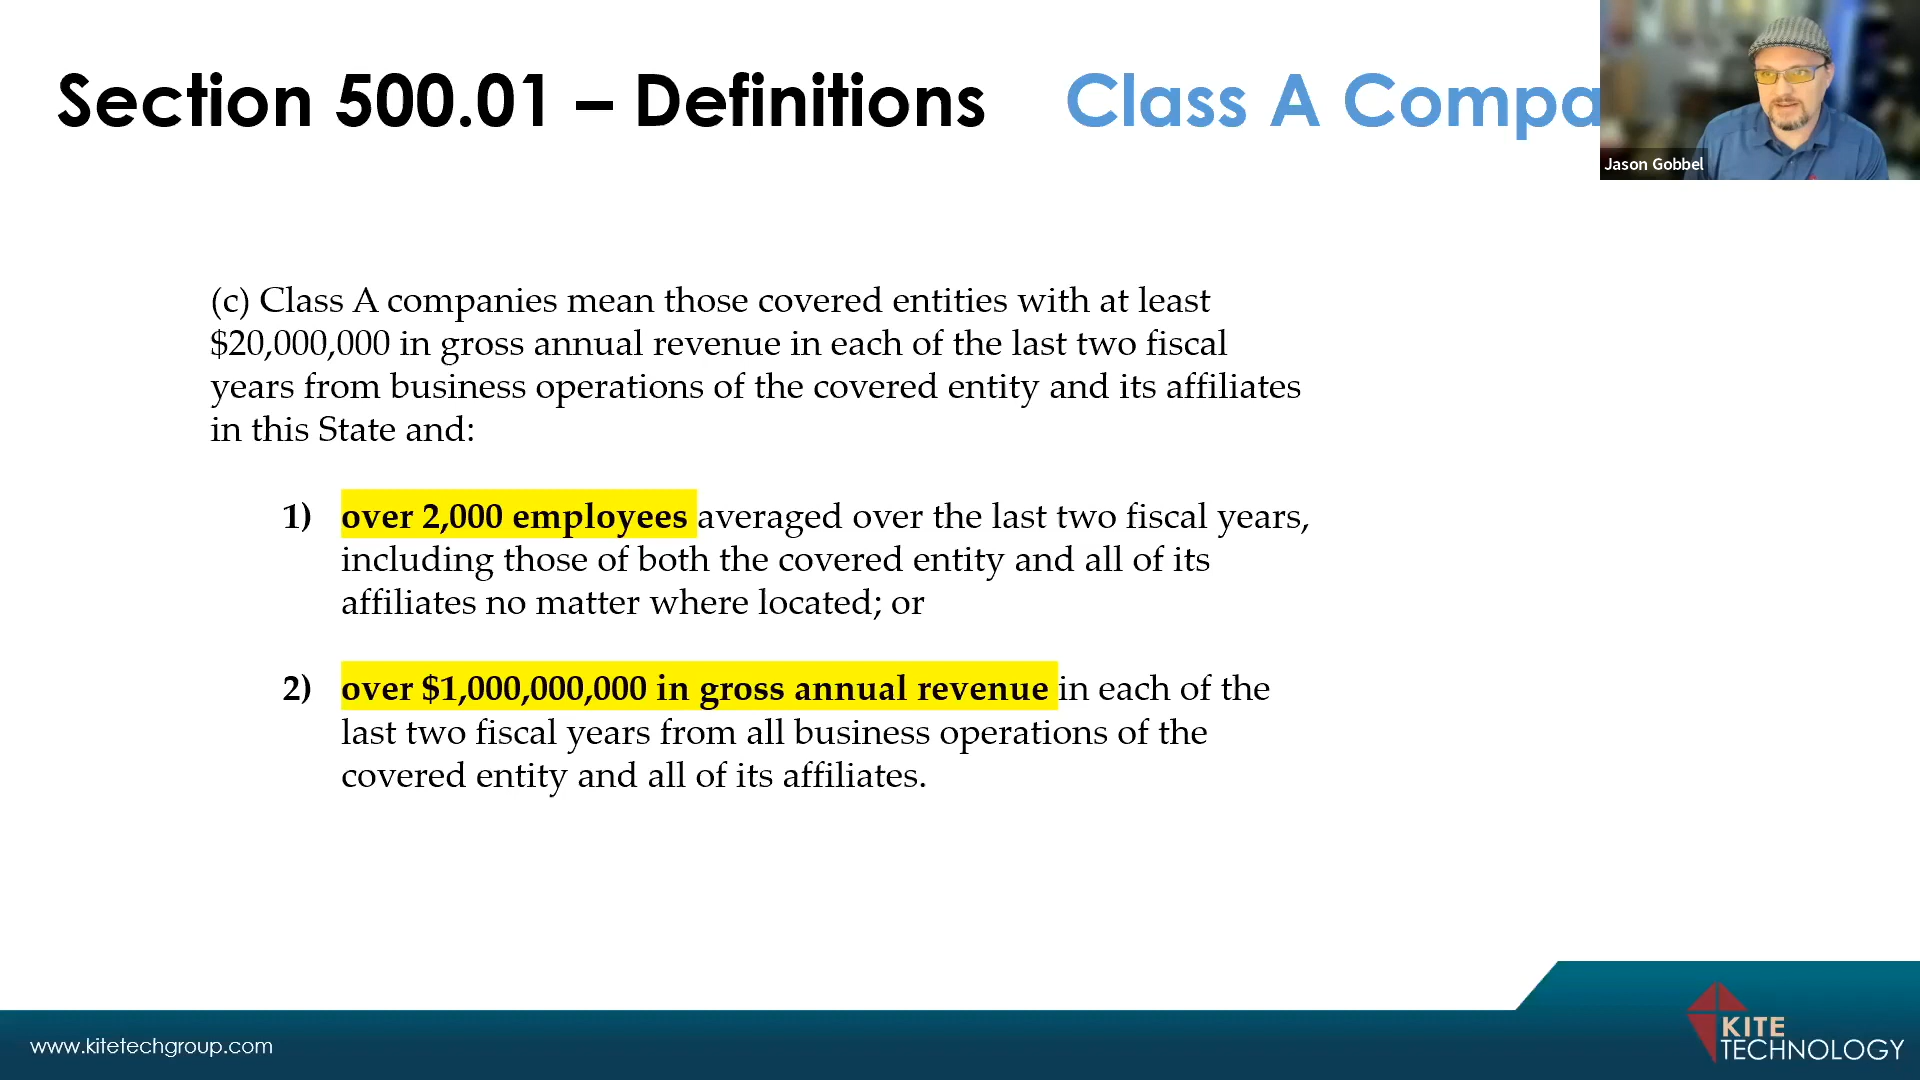 Section 500.01 – Definitions Class A Compa
Jason Gobbel
(c) Class A companies mean those covered entities with at least
$20,000,000 in gross annual revenue in each of the last two fiscal
years from business operations of the covered entity and its affiliates
in this State and:
1) over 2,000 employees averaged over the last two fiscal years,
including those of both the covered entity and all of its
affiliates no matter where located; or
2) over $1,000,000,000 in gross annual revenue in each of the
last two fiscal years from all business operations of the
covered entity and all of its affiliates.
www.kitetechgroup.com
KITE
TECHNOLOGY